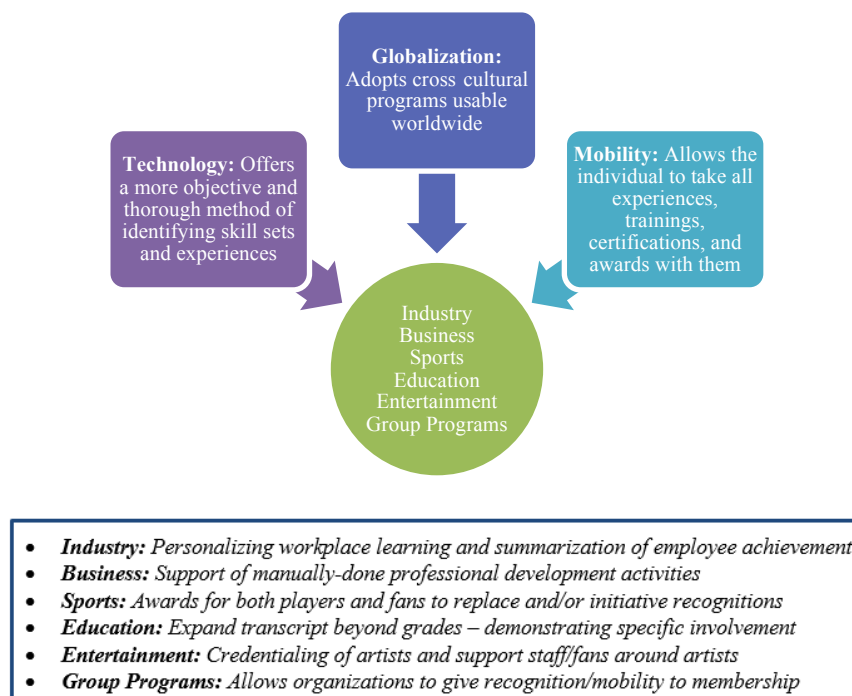 Globalization:
Adopts cross cultural
programs usable
worldwide
Technology: Offers
a more objective and
thorough method of
identifying skill sets
and experiences
Mobility: Allows the
individual to take all
experiences,
trainings,
certifications, and
awards with them
Industry
Business
Sports
Education
Entertainment
Group Programs
• Industry: Personalizing workplace learning and summarization of employee achievement
• Business: Support of manually-done professional development activities
• Sports: Awards for both players and fans to replace and/or initiative recognitions
• Education: Expand transcript beyond grades – demonstrating specific involvement
• Entertainment: Credentialing of artists and support staff/fans around artists
• Group Programs: Allows organizations to give recognition/mobility to membership